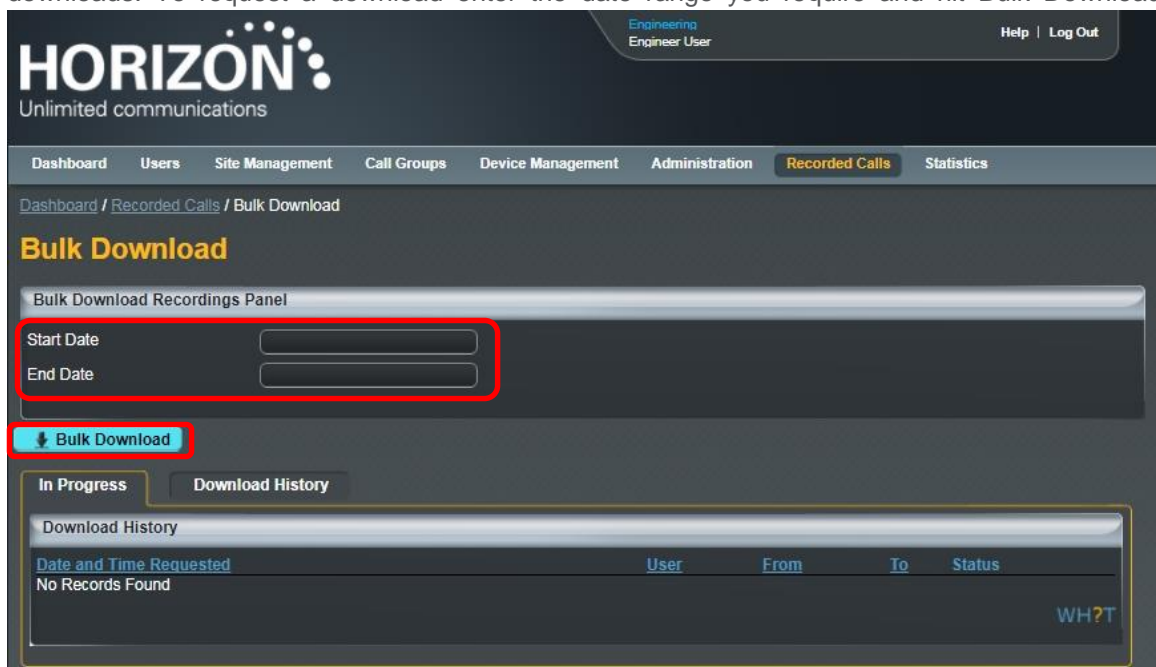 downloads. To request a download enter the date range you require and hit Bulk Download
Engineering
Engineer User
Help | Log Out
HORIZON
Unlimited communications
Dashboard Users Site Management Call Groups Device Management Administration Recorded Calls Statistics
Dashboard / Recorded Calls / Bulk Download
Bulk Download
Bulk Download Recordings Panel
Start Date
End Date
Bulk Download
In Progress Download History
Download History
Date and Time Requested User From To Status
No Records Found
WH?T